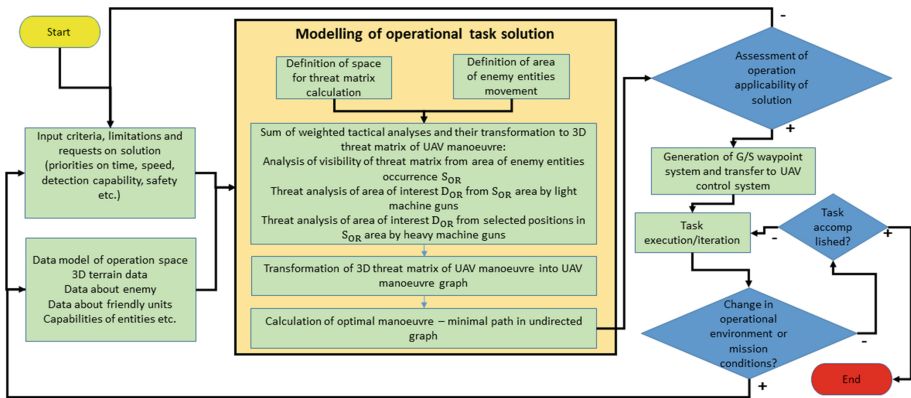 Start
Input criteria, limitations and
requests on solution
(priorities on time, speed,
detection capability, safety
etc.)
Data model of operation space
3D terrain data
Data about enemy
Data about friendly units
Capabilities of entities etc.
Modelling of operational task solution
Definition of space
for threat matrix
calculation
Definition of area
of enemy entities
movement
Sum of weighted tactical analyses and their transformation to 3D
threat matrix of UAV manoeuvre:
Analysis of visibility of threat matrix from area of enemy entities
occurrence S_OR
Threat analysis of area of interest D_OR from S_OR area by light
machine guns
Threat analysis of area of interest D_OR from selected positions in
S_OR area by heavy machine guns
Transformation of 3D threat matrix of UAV manoeuvre into UAV
manoeuvre graph
Calculation of optimal manoeuvre – minimal path in undirected
graph
-
Assessment of
operation
applicability of
solution
+
Generation of G/S waypoint
system and transfer to UAV
control system
Task
execution/iteration
-
Task
accomp
lished?
+
Change in
operational
environment or
mission
conditions?
-
+
End